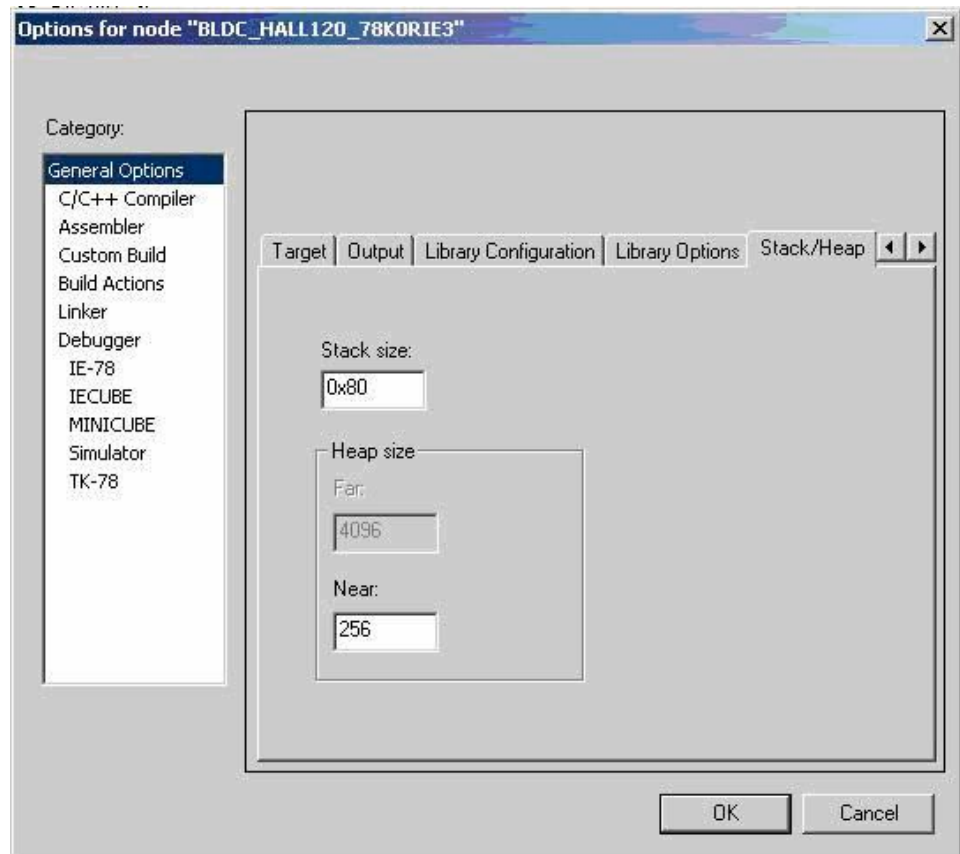 Options for node "BLDC_HALL120_78K0RIE3"
Category:
General Options
C/C++ Compiler
Assembler
Custom Build
Build Actions
Linker
Debugger
IE-78
IECUBE
MINICUBE
Simulator
TK-78
Target Output Library Configuration Library Options Stack/Heap
Stack size:
0x80
Heap size
Far:
4096
Near:
256
OK Cancel